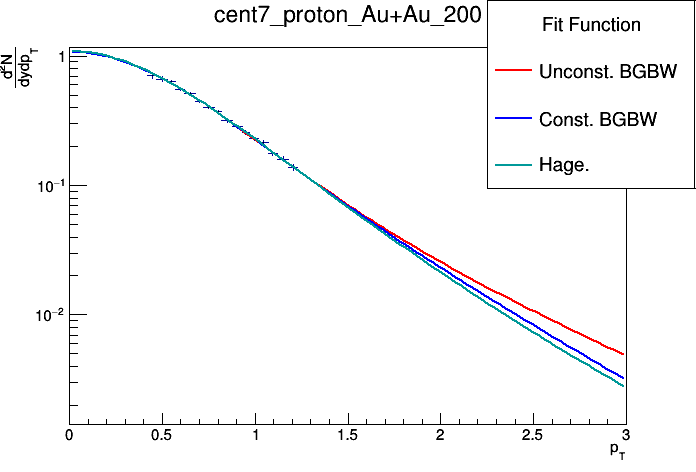 cent7_proton_Au+Au_200
d²N
dydp_T
Fit Function
Unconst. BGBW
Const. BGBW
Hage.
1
10⁻¹
10⁻²
0 0.5 1 1.5 2 2.5 3
p_T